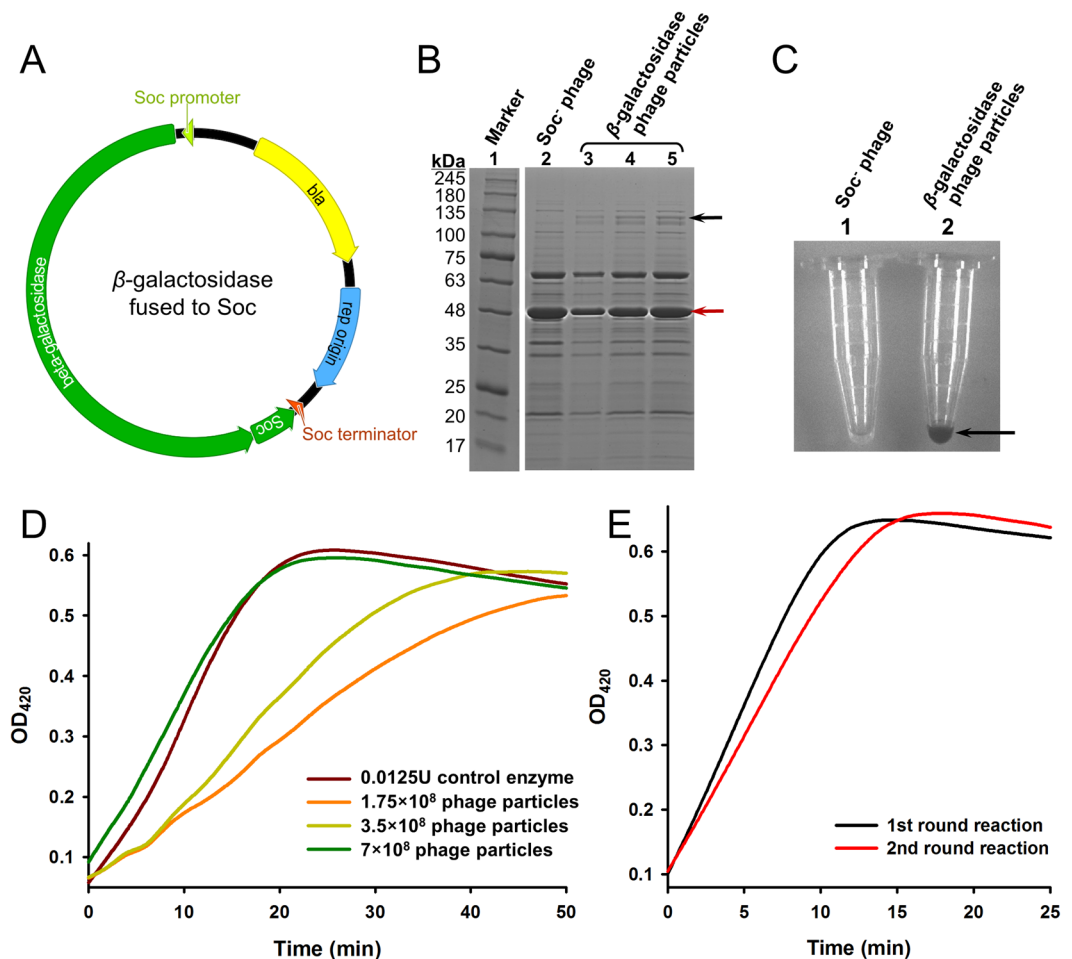 A
Soc promoter
bla
rep origin
beta-galactosidase
β-galactosidase
fused to Soc
Soc
Soc terminator
B
Marker
Soc⁻ phage
β-galactosidase
phage particles
kDa 1 2 3 4 5
245
180
135
100
75
63
48
35
25
20
17
C
Soc⁻ phage
β-galactosidase
phage particles
1 2
D
OD₄₂₀
0.6
0.5
0.4
0.3
0.2
0.1
0.0125U control enzyme
1.75×10⁸ phage particles
3.5×10⁸ phage particles
7×10⁸ phage particles
0 10 20 30 40 50
Time (min)
E
OD₄₂₀
0.6
0.5
0.4
0.3
0.2
0.1
1st round reaction
2nd round reaction
0 5 10 15 20 25
Time (min)